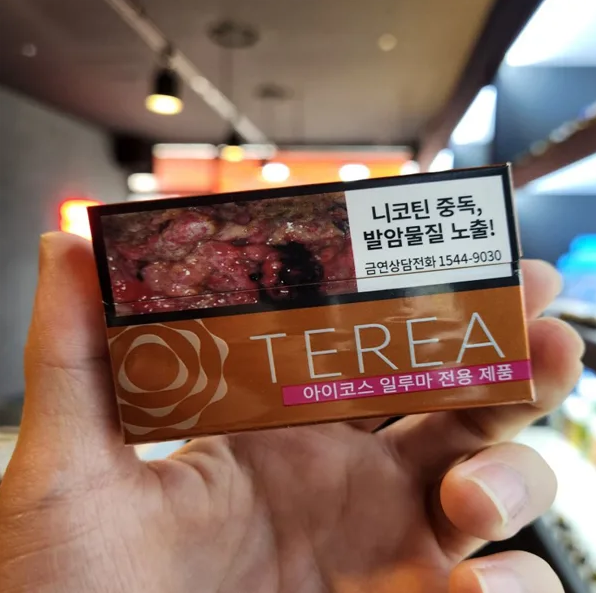 니코틴 중독,
발암물질 노출!
금연상담전화 1544-9030
TEREA
아이코스 일루마 전용 제품